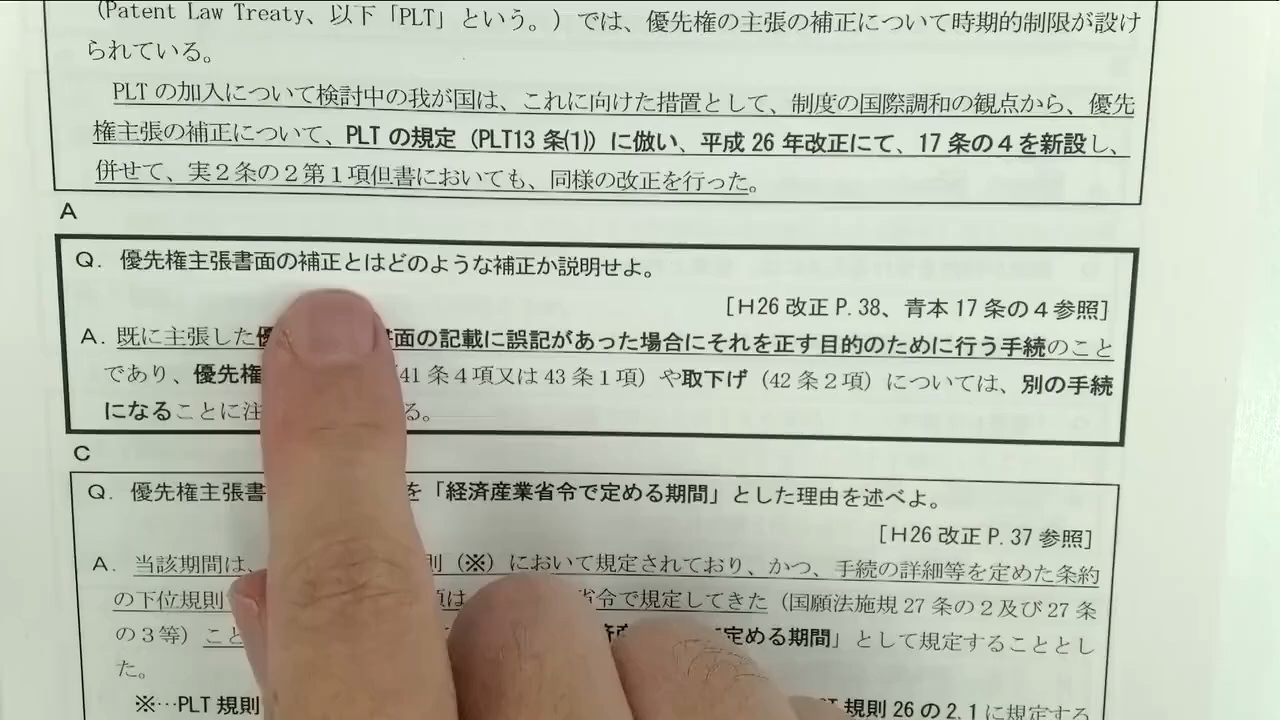 (Patent Law Treaty、以下「PLT」という。）では、優先権の主張の補正について時期的制限が設け
られている。
PLT の加入について検討中の我が国は、これに向けた措置として、制度の国際調和の観点から、優先
権主張の補正について、PLT の規定（PLT13 条(1)）に倣い、平成 26 年改正にて、17 条の４を新設し、
併せて、実２条の２第１項但書においても、同様の改正を行った。
A
Q．優先権主張書面の補正とはどのような補正か説明せよ。
［H26 改正 P. 38、青本 17 条の４参照］
A．既に主張した優 書面の記載に誤記があった場合にそれを正す目的のために行う手続のこと
であり、優先権 （41 条４項又は 43 条１項）や取下げ（42 条２項）については、別の手続
になることに注 る。
C
Q．優先権主張書 を「経済産業省令で定める期間」とした理由を述べよ。
［H26 改正 P. 37 参照］
A．当該期間は、 則（※）において規定されており、かつ、手続の詳細等を定めた条約
の下位規則 は 省令で規定してきた（国願法施規 27 条の２及び 27 条
の３等）こと 定める期間」として規定することとし
た。
※…PLT 規則 規則 26 の 2. 1 に規定する